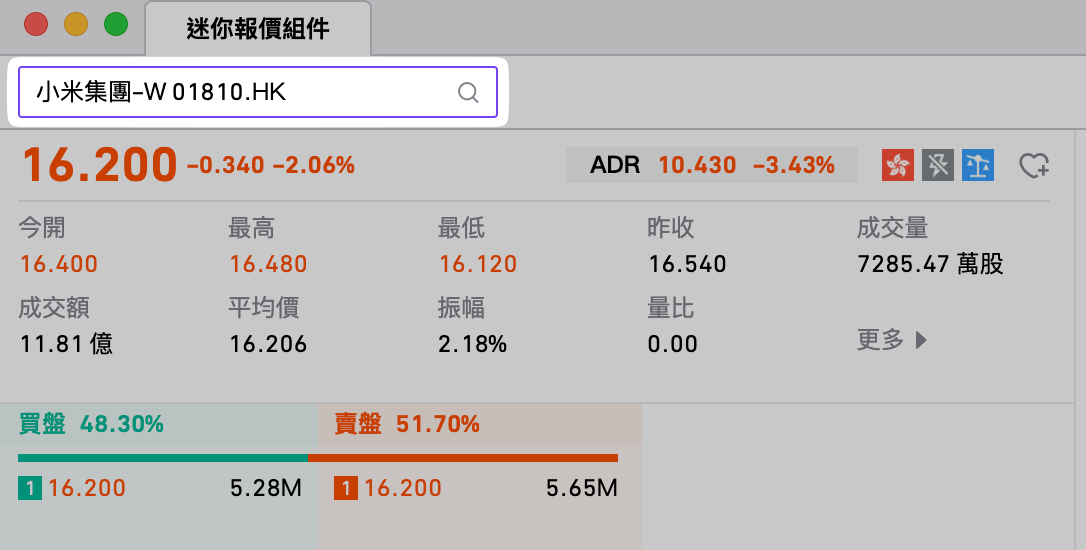 迷你報價組件
小米集團-W 01810.HK
16.200 -0.340 -2.06% ADR 10.430 -3.43%
今開 最高 最低 昨收 成交量
16.400 16.480 16.120 16.540 7285.47 萬股
成交額 平均價 振幅 量比
11.81 億 16.206 2.18% 0.00 更多
買盤 48.30% 賣盤 51.70%
1 16.200 5.28M 1 16.200 5.65M